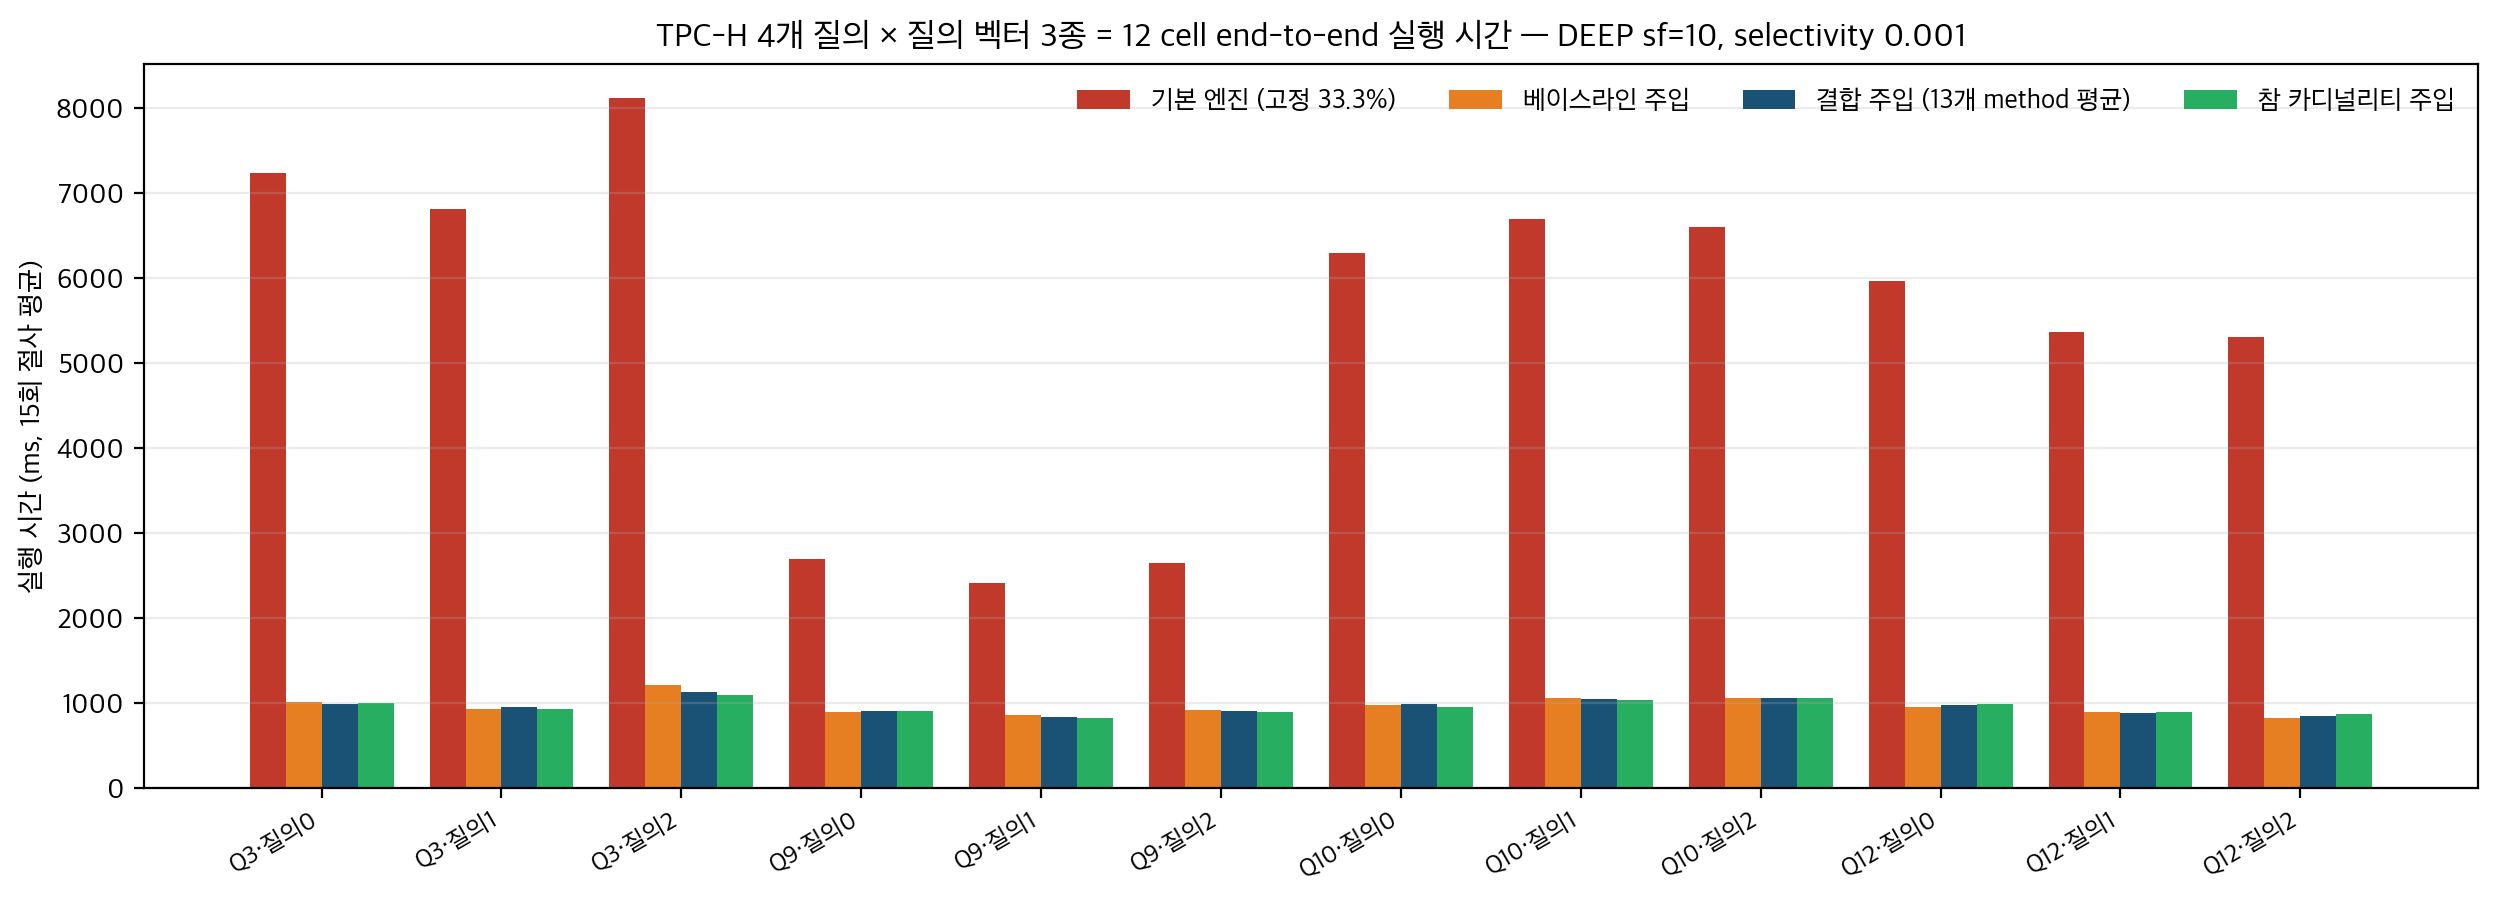 TPC-H 4개 질의 × 질의 벡터 3종 = 12 cell end-to-end 실행 시간 — DEEP sf=10, selectivity 0.001
기본 엔진 (고정 33.3%) 베이스라인 주입 결합 주입 (13개 method 평균) 참 카디널리티 주입
실행 시간 (ms, 15회 절사 평균)
8000
7000
6000
5000
4000
3000
2000
1000
0
Q3·질의0 Q3·질의1 Q3·질의2 Q9·질의0 Q9·질의1 Q9·질의2 Q10·질의0 Q10·질의1 Q10·질의2 Q12·질의0 Q12·질의1 Q12·질의2